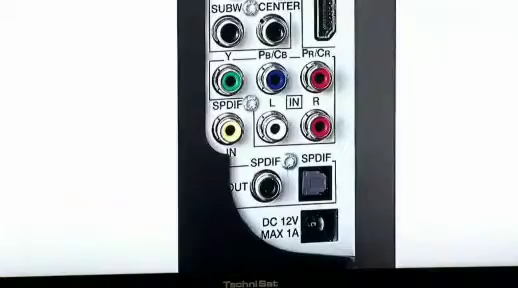 SUBW CENTER
Y PB/CB PR/CR
SPDIF L IN R
IN
SPDIF SPDIF
OUT
DC 12V
MAX 1A
TechniSat